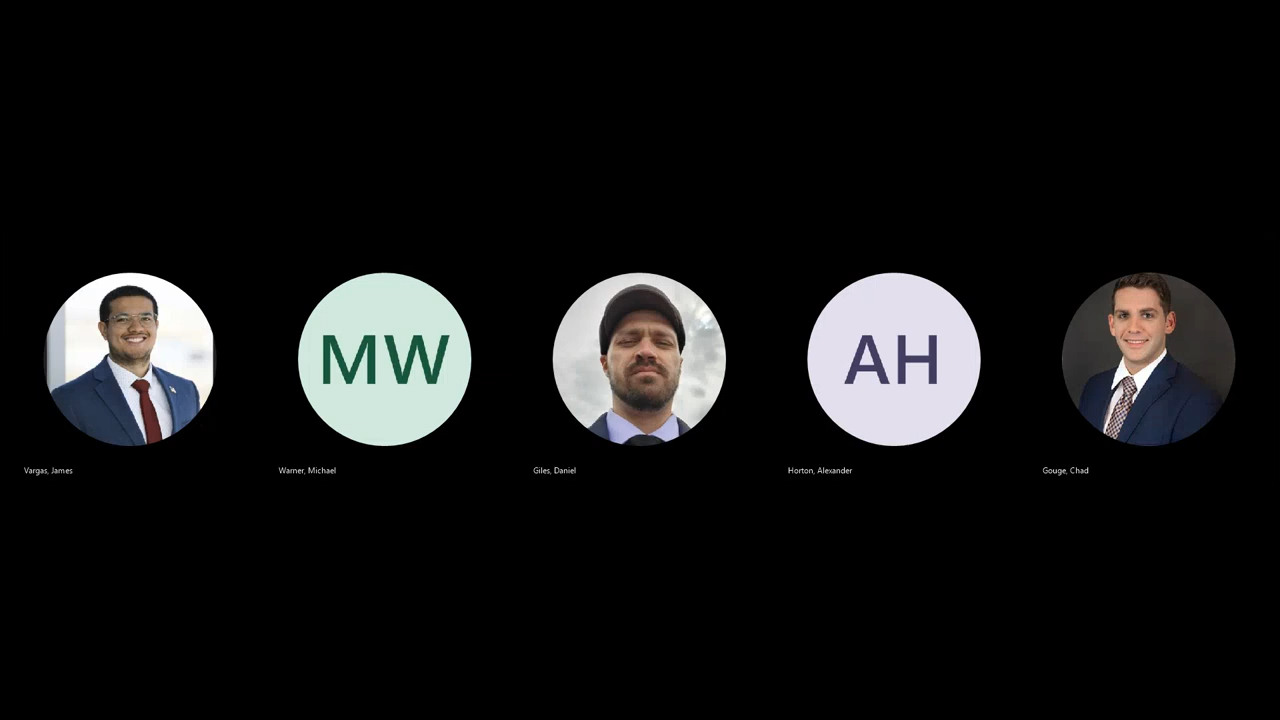 MW
AH
Vargas, James
Warner, Michael
Giles, Daniel
Horton, Alexander
Gouge, Chad